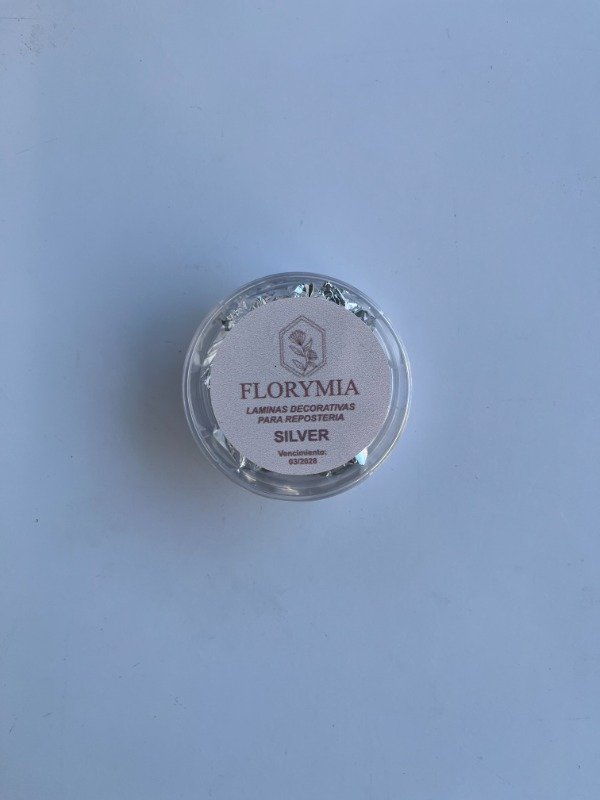 FLORYMIA
LAMINAS DECORATIVAS
PARA REPOSTERIA
SILVER
Vencimiento:
03/2028